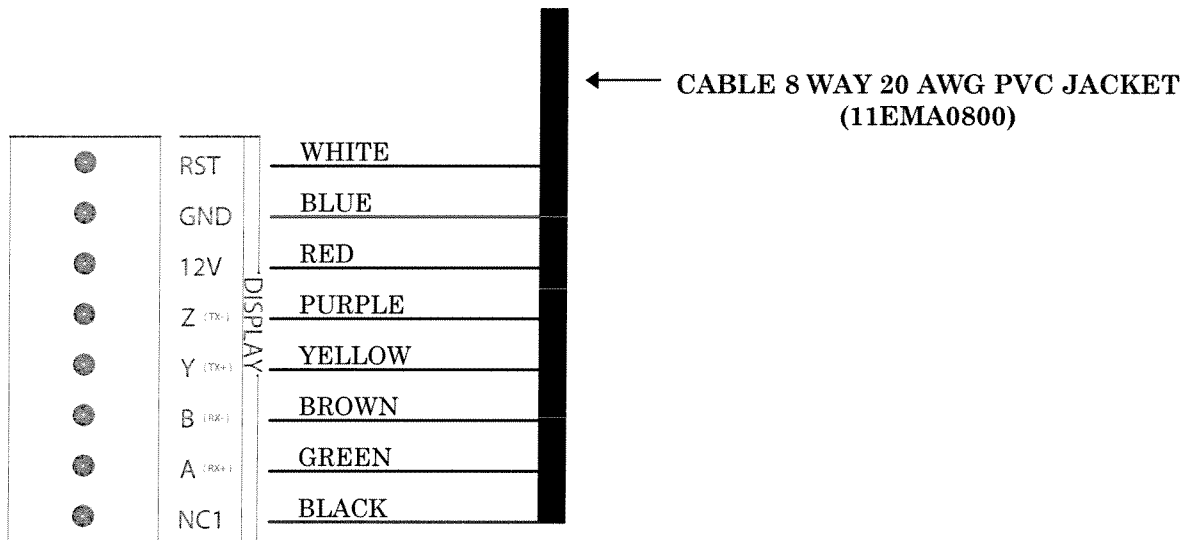 CABLE 8 WAY 20 AWG PVC JACKET
(11EMA0800)
RST WHITE
GND BLUE
12V RED
Z (TX-) PURPLE
Y (TX+) YELLOW
B (RX-) BROWN
A (RX+) GREEN
NC1 BLACK
DISPLAY